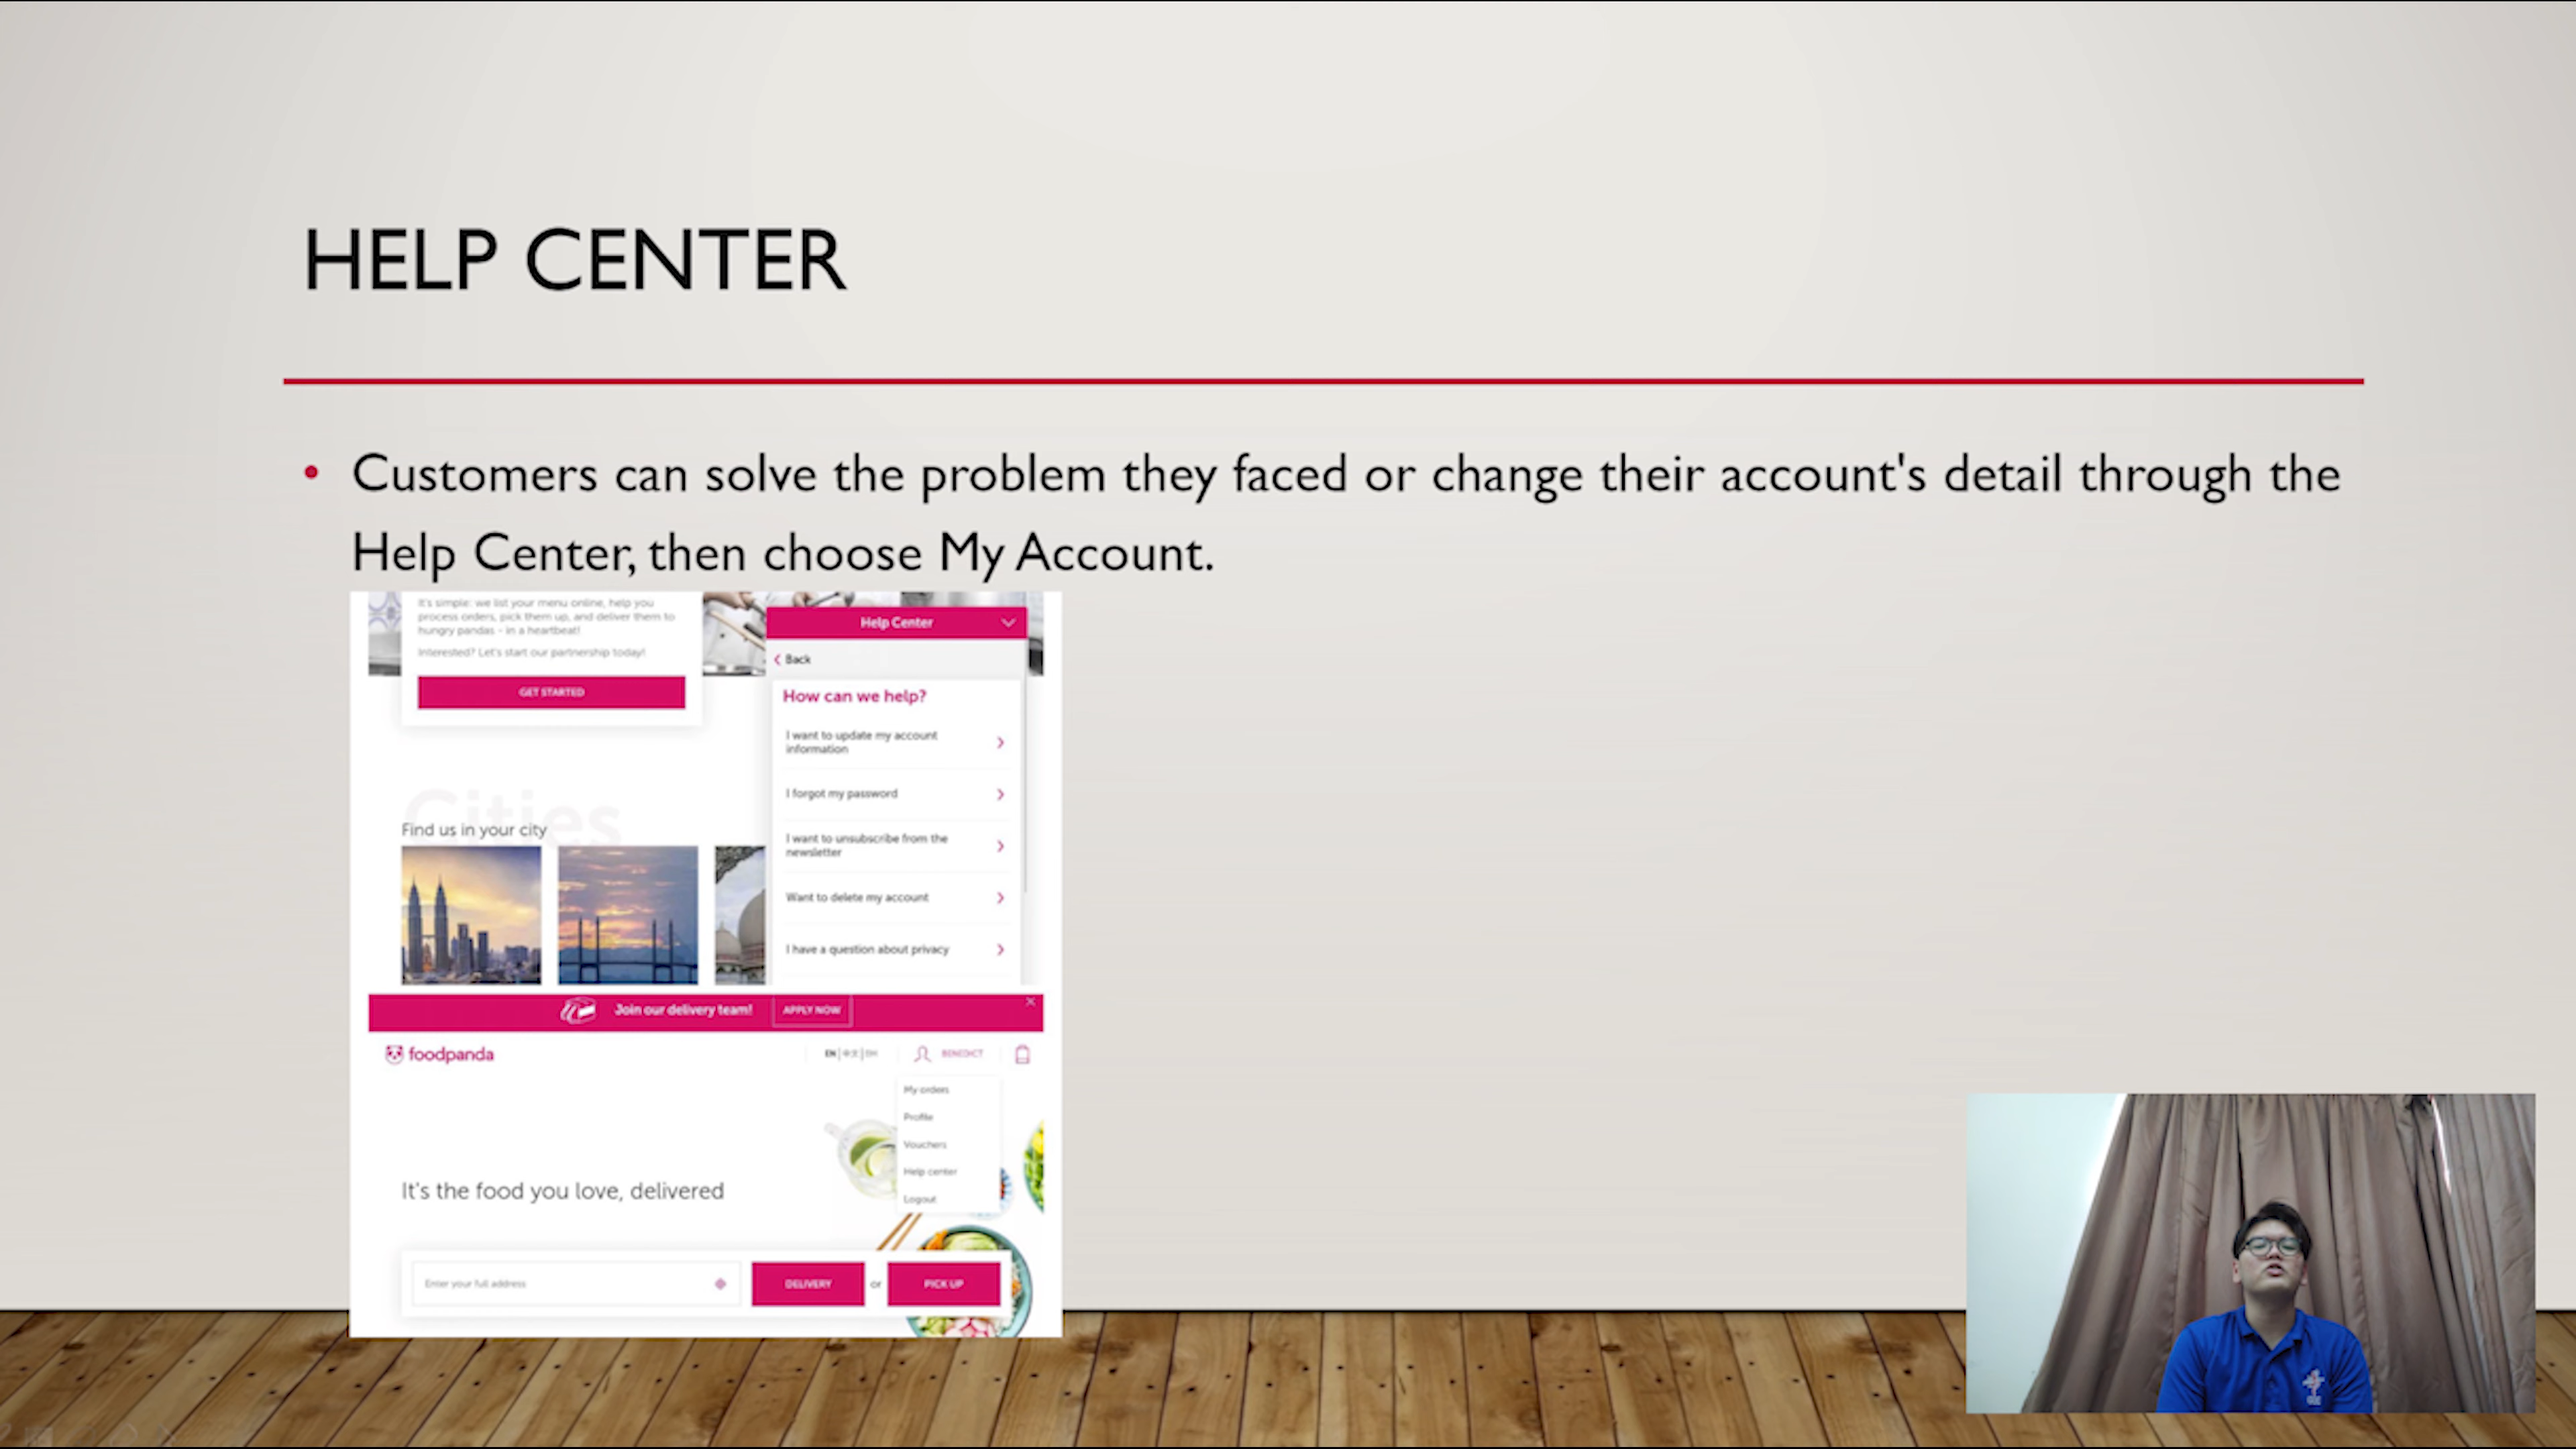 HELP CENTER
• Customers can solve the problem they faced or change their account's detail through the
Help Center, then choose My Account.
It's simple: we list your menu online, help you
process orders, pick them up, and deliver them to
hungry pandas - in a heartbeat!
Interested? Let's start our partnership today!
GET STARTED
Help Center
Back
How can we help?
I want to update my account
information
I forgot my password
I want to unsubscribe from the
newsletter
Want to delete my account
I have a question about privacy
Cities
Find us in your city
Join our delivery team!
APPLY NOW
foodpanda
EN | 中文 |
BENEDICT
My orders
Profile
Vouchers
Help center
Logout
It's the food you love, delivered
Enter your full address
DELIVERY
or
PICK UP